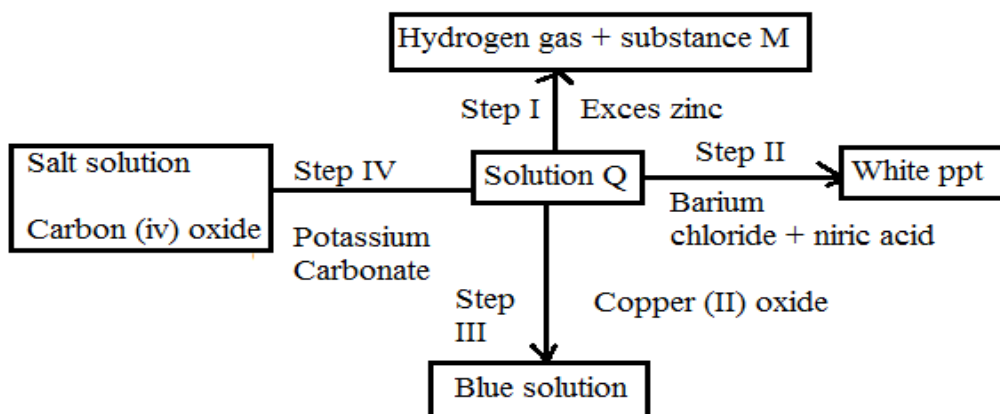 Hydrogen gas + substance M
Step I
Exces zinc
Salt solution
Carbon (iv) oxide
Step IV
Potassium
Carbonate
Solution Q
Step II
Barium
chloride + niric acid
White ppt
Step
III
Copper (II) oxide
Blue solution